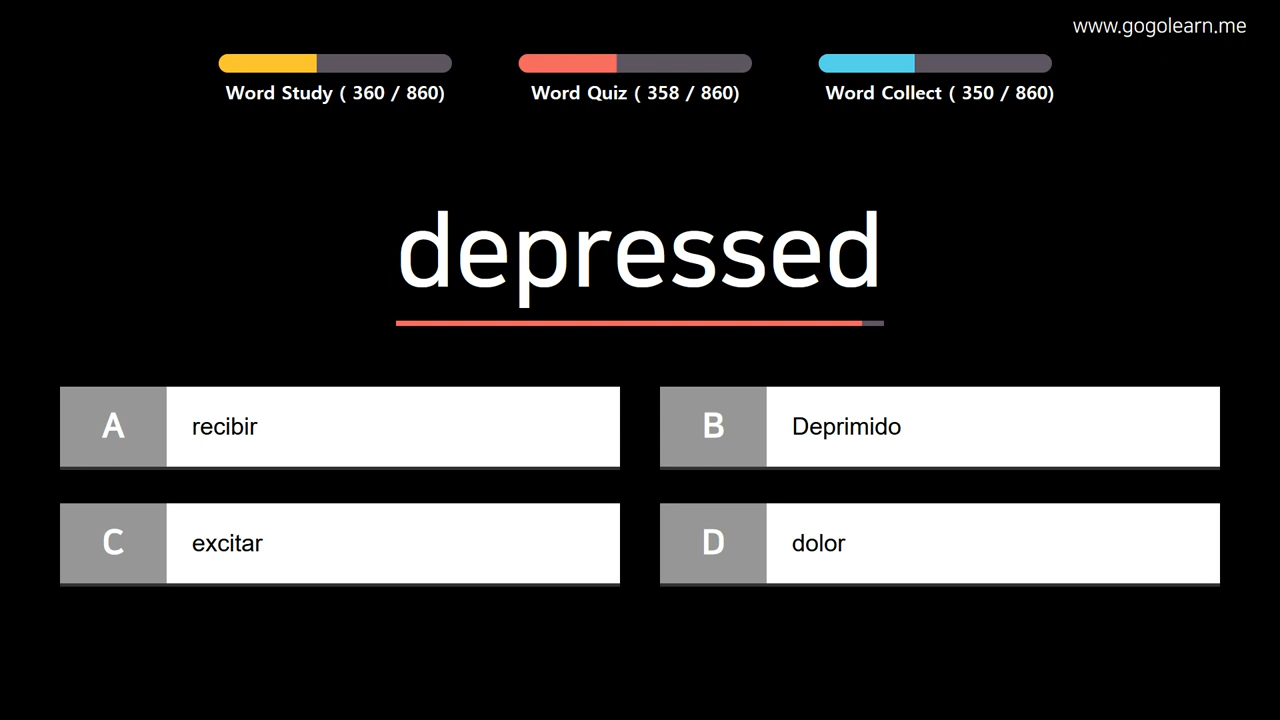 www.gogolearn.me
Word Study ( 360 / 860)
Word Quiz ( 358 / 860)
Word Collect ( 350 / 860)
depressed
A recibir
B Deprimido
C excitar
D dolor